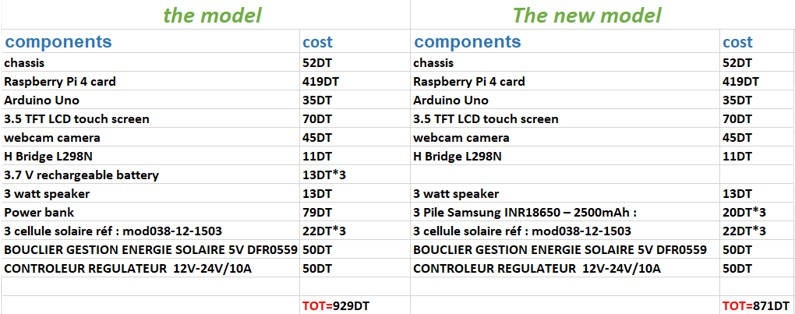 the model The new model
components cost components cost
chassis 52DT chassis 52DT
Raspberry Pi 4 card 419DT Raspberry Pi 4 card 419DT
Arduino Uno 35DT Arduino Uno 35DT
3.5 TFT LCD touch screen 70DT 3.5 TFT LCD touch screen 70DT
webcam camera 45DT webcam camera 45DT
H Bridge L298N 11DT H Bridge L298N 11DT
3.7 V rechargeable battery 13DT*3
3 watt speaker 13DT 3 watt speaker 13DT
Power bank 79DT 3 Pile Samsung INR18650 – 2500mAh : 20DT*3
3 cellule solaire réf : mod038-12-1503 22DT*3 3 cellule solaire réf : mod038-12-1503 22DT*3
BOUCLIER GESTION ENERGIE SOLAIRE 5V DFR0559 50DT BOUCLIER GESTION ENERGIE SOLAIRE 5V DFR0559 50DT
CONTROLEUR REGULATEUR 12V-24V/10A 50DT CONTROLEUR REGULATEUR 12V-24V/10A 50DT
TOT=929DT TOT=871DT